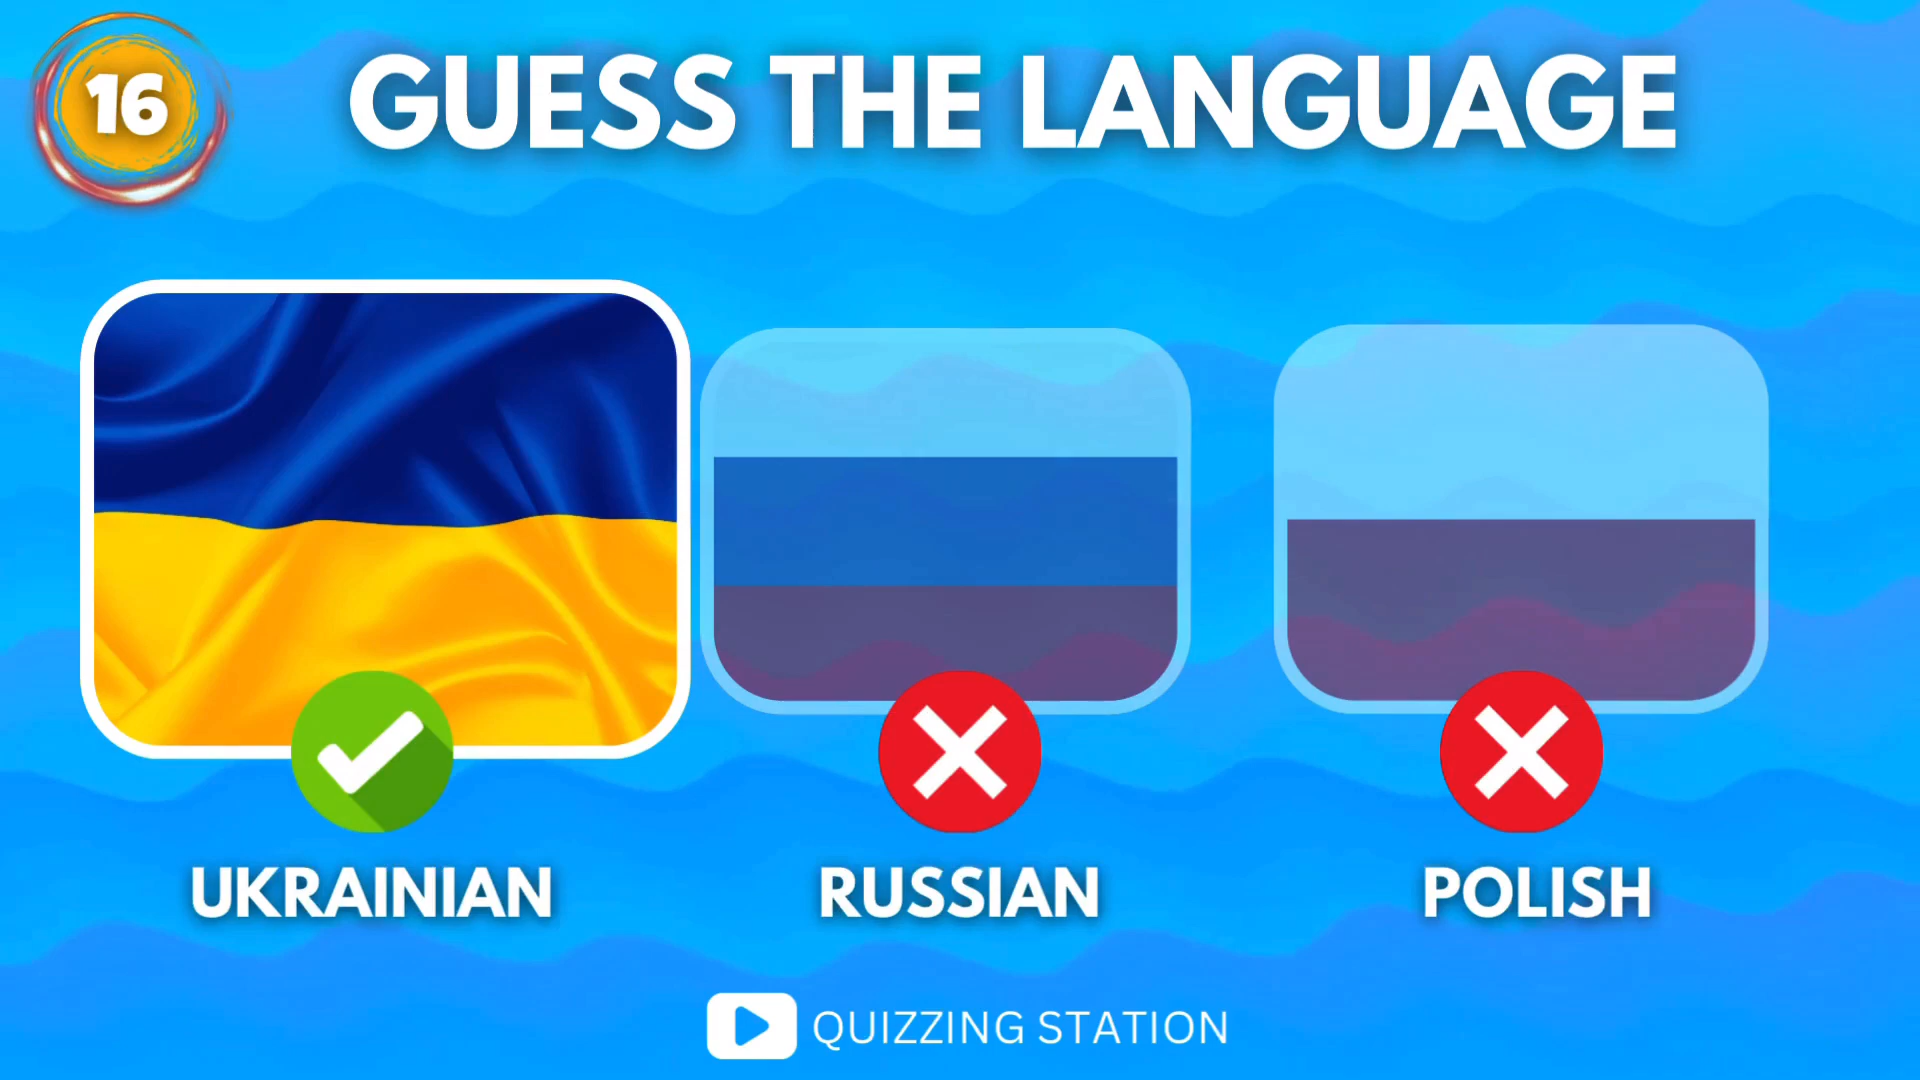 16
GUESS THE LANGUAGE
UKRAINIAN
RUSSIAN
POLISH
QUIZZING STATION